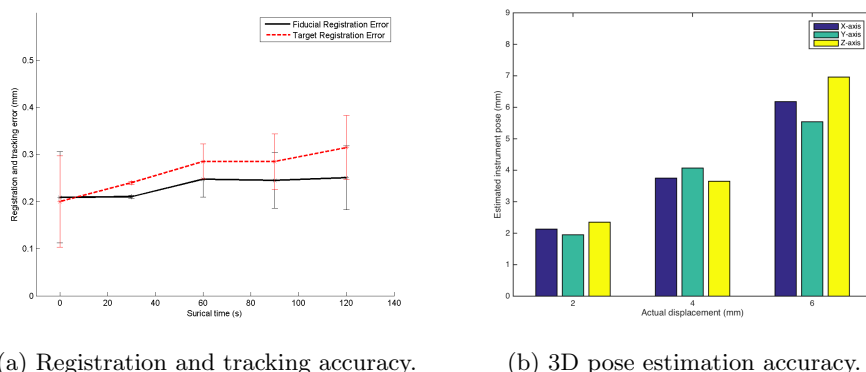 Fiducial Registration Error
Target Registration Error
Registration and tracking error (mm)
0.5
0.4
0.3
0.2
0.1
0
0 20 40 60 80 100 120 140
Surical time (s)
X-axis
Y-axis
Z-axis
Estimated instrument pose (mm)
9
8
7
6
5
4
3
2
1
0
2 4 6
Actual displacement (mm)
(a) Registration and tracking accuracy.
(b) 3D pose estimation accuracy.